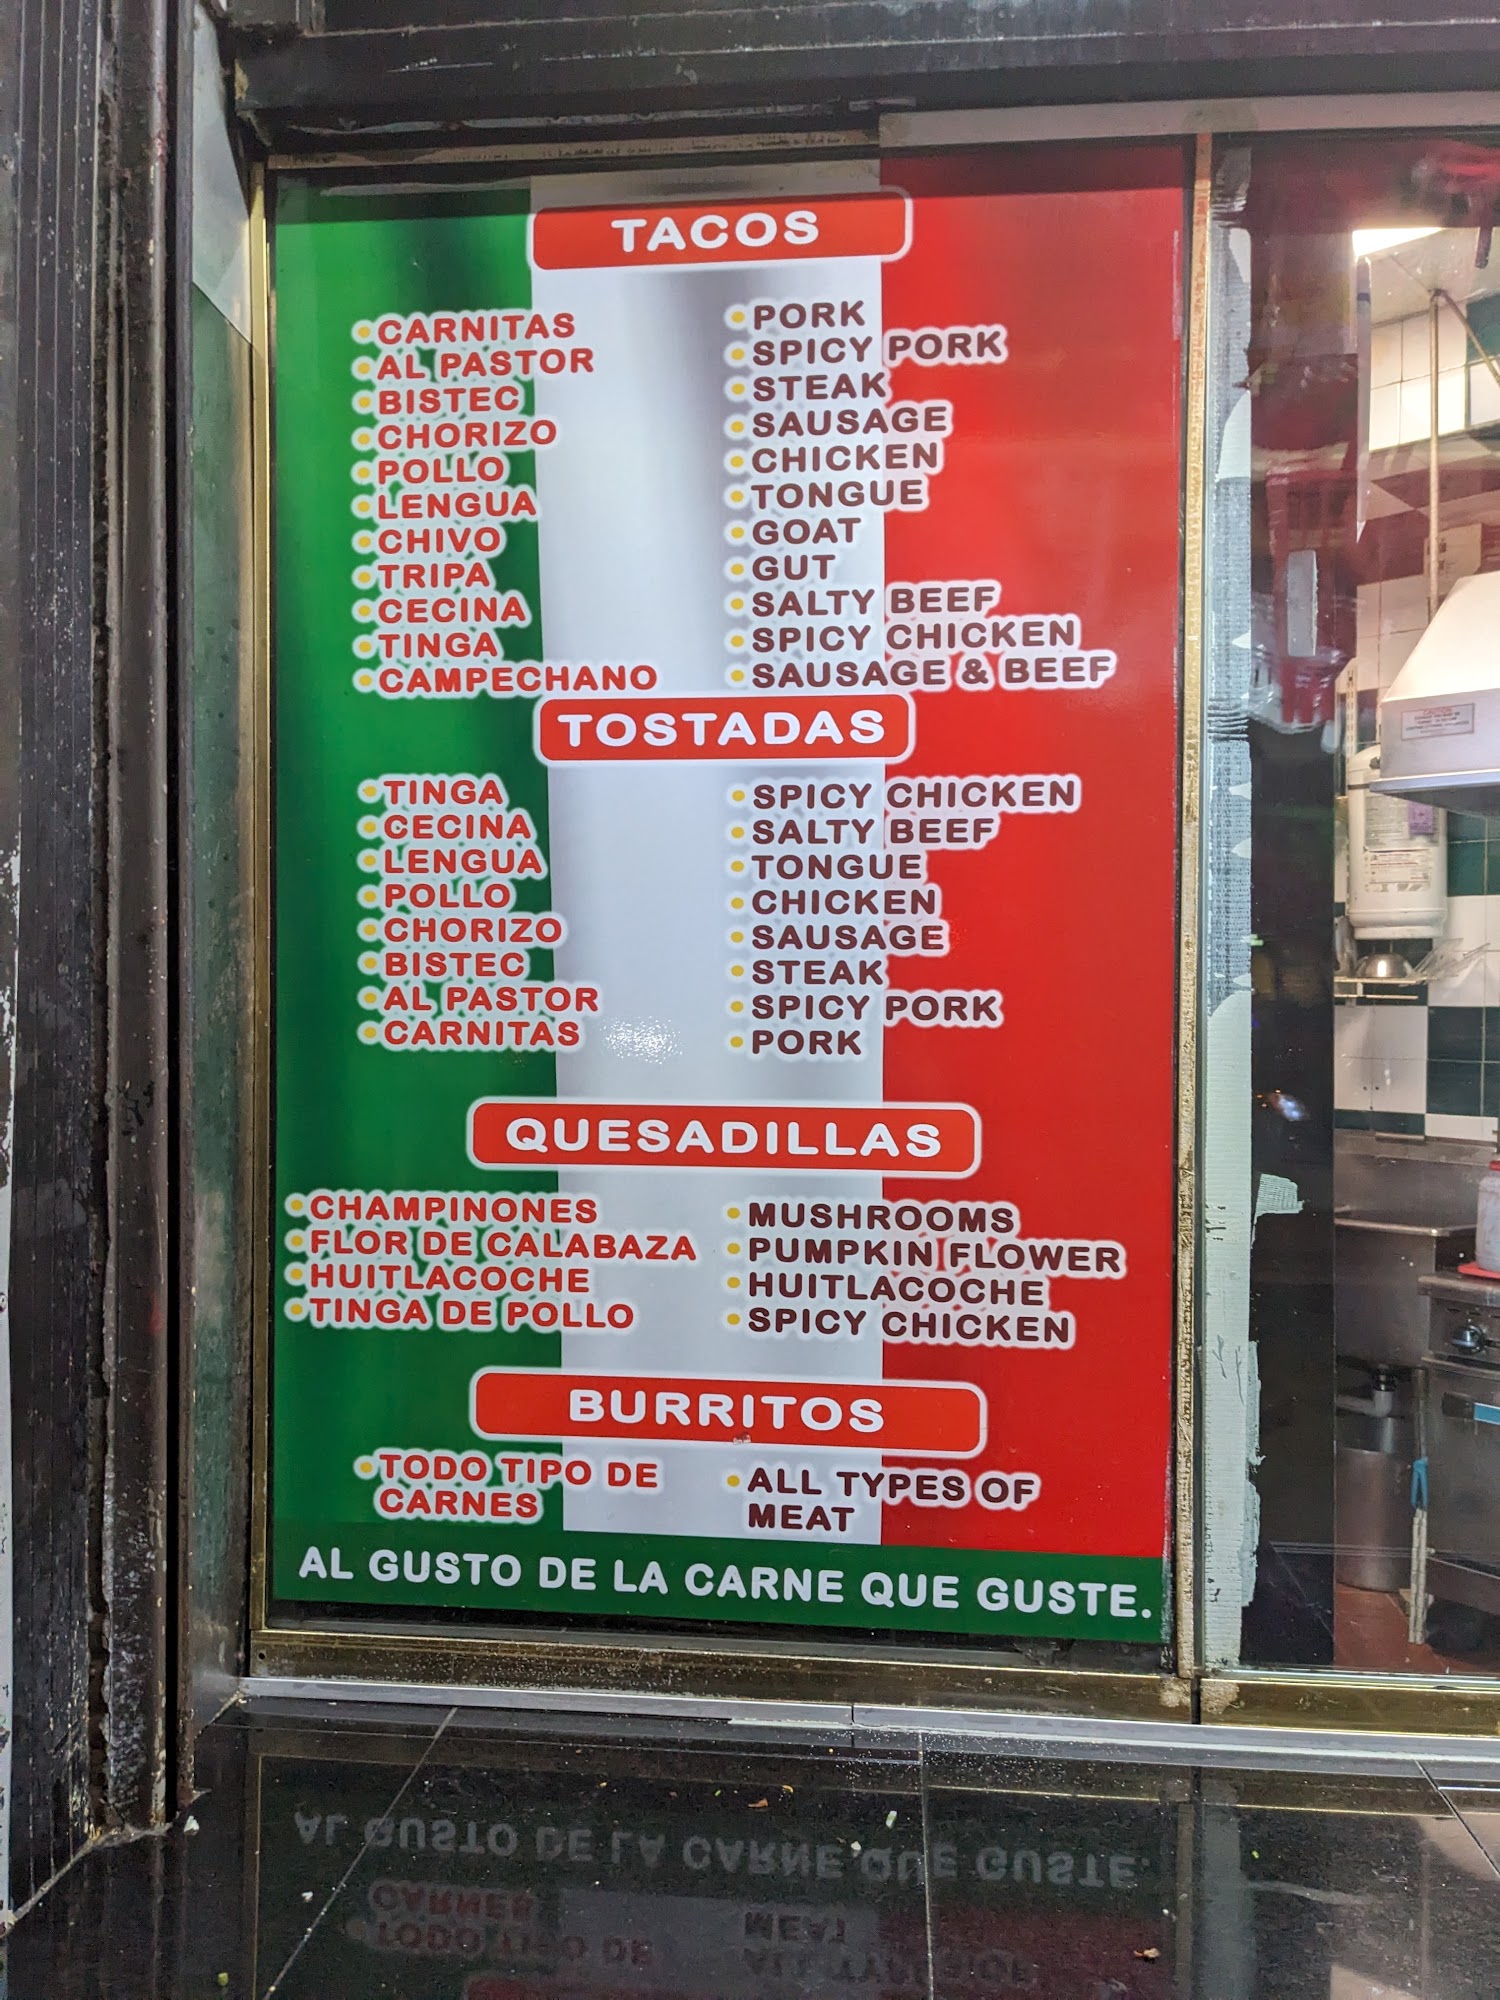 TACOS
•CARNITAS
•AL PASTOR
•BISTEC
•CHORIZO
•POLLO
•LENGUA
•CHIVO
•TRIPA
•CECINA
•TINGA
•CAMPECHANO
•PORK
•SPICY PORK
•STEAK
•SAUSAGE
•CHICKEN
•TONGUE
•GOAT
•GUT
•SALTY BEEF
•SPICY CHICKEN
•SAUSAGE & BEEF
TOSTADAS
•TINGA
•CECINA
•LENGUA
•POLLO
•CHORIZO
•BISTEC
•AL PASTOR
•CARNITAS
•SPICY CHICKEN
•SALTY BEEF
•TONGUE
•CHICKEN
•SAUSAGE
•STEAK
•SPICY PORK
•PORK
QUESADILLAS
•CHAMPINONES
•FLOR DE CALABAZA
•HUITLACOCHE
•TINGA DE POLLO
•MUSHROOMS
•PUMPKIN FLOWER
•HUITLACOCHE
•SPICY CHICKEN
BURRITOS
•TODO TIPO DE
CARNES
•ALL TYPES OF
MEAT
AL GUSTO DE LA CARNE QUE GUSTE.
CAUTION